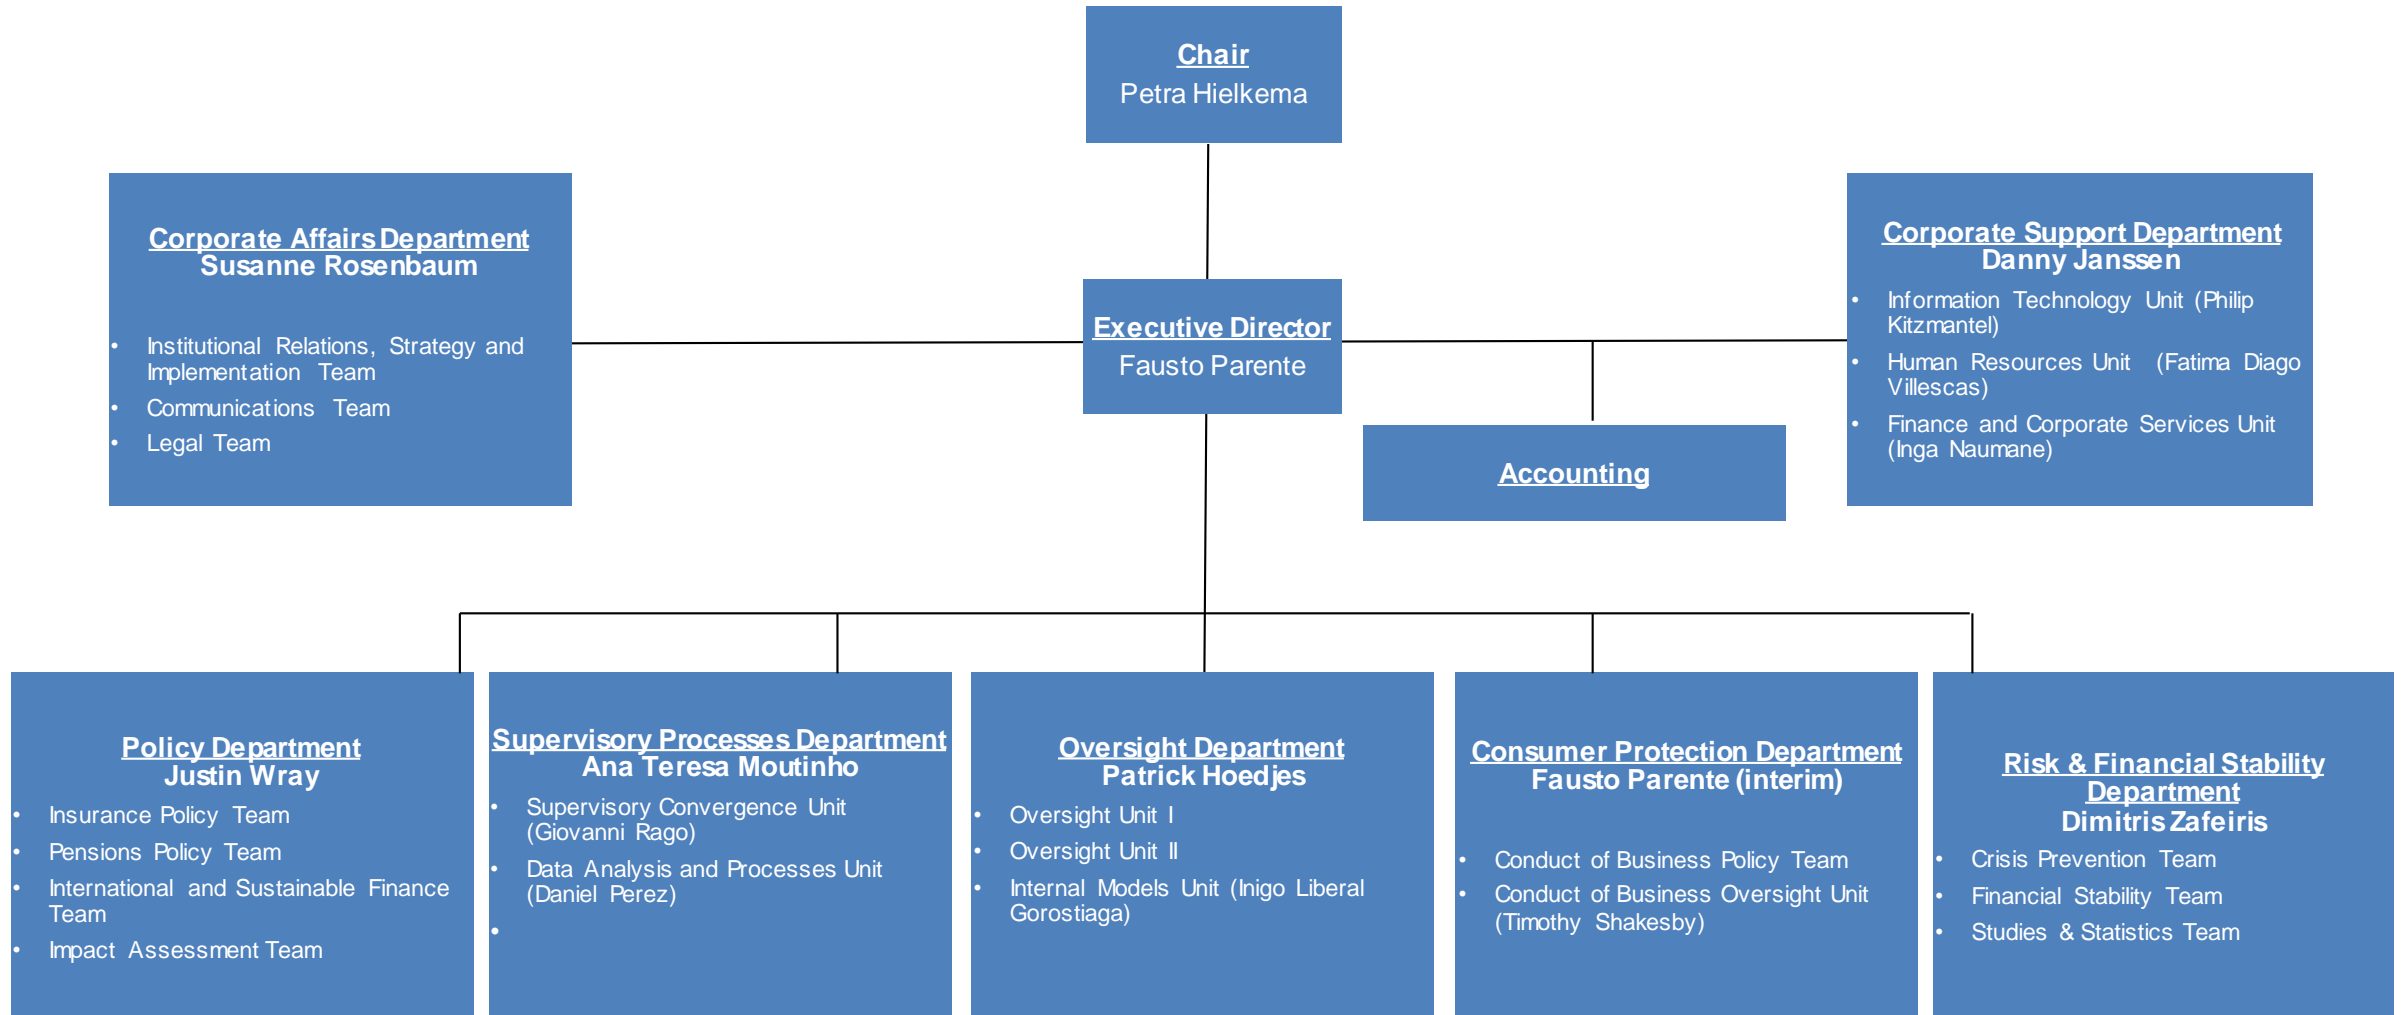 Chair
Petra Hielkema
Corporate Affairs Department
Susanne Rosenbaum
• Institutional Relations, Strategy and
Implementation Team
• Communications Team
• Legal Team
Executive Director
Fausto Parente
Corporate Support Department
Danny Janssen
• Information Technology Unit (Philip
Kitzmantel)
• Human Resources Unit (Fatima Diago
Villescas)
• Finance and Corporate Services Unit
(Inga Naumane)
Accounting
Policy Department
Justin Wray
• Insurance Policy Team
• Pensions Policy Team
• International and Sustainable Finance
Team
• Impact Assessment Team
Supervisory Processes Department
Ana Teresa Moutinho
• Supervisory Convergence Unit
(Giovanni Rago)
• Data Analysis and Processes Unit
(Daniel Perez)
•
Oversight Department
Patrick Hoedjes
• Oversight Unit I
• Oversight Unit II
• Internal Models Unit (Inigo Liberal
Gorostiaga)
Consumer Protection Department
Fausto Parente (interim)
• Conduct of Business Policy Team
• Conduct of Business Oversight Unit
(Timothy Shakesby)
Risk & Financial Stability
Department
Dimitris Zafeiris
• Crisis Prevention Team
• Financial Stability Team
• Studies & Statistics Team